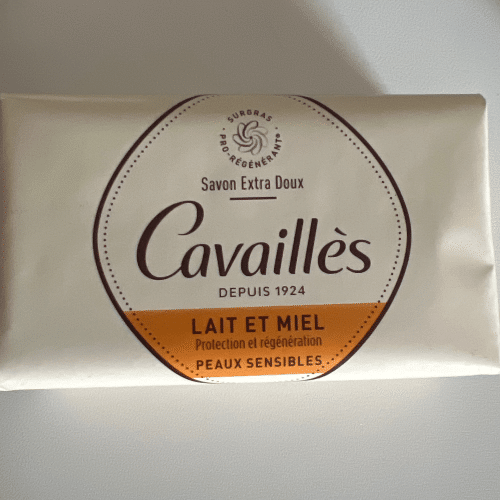 SURGRAS
PRO-RÉGÉNÉRANT®
Savon Extra Doux
Cavaillès
DEPUIS 1924
LAIT ET MIEL
Protection et régénération
PEAUX SENSIBLES